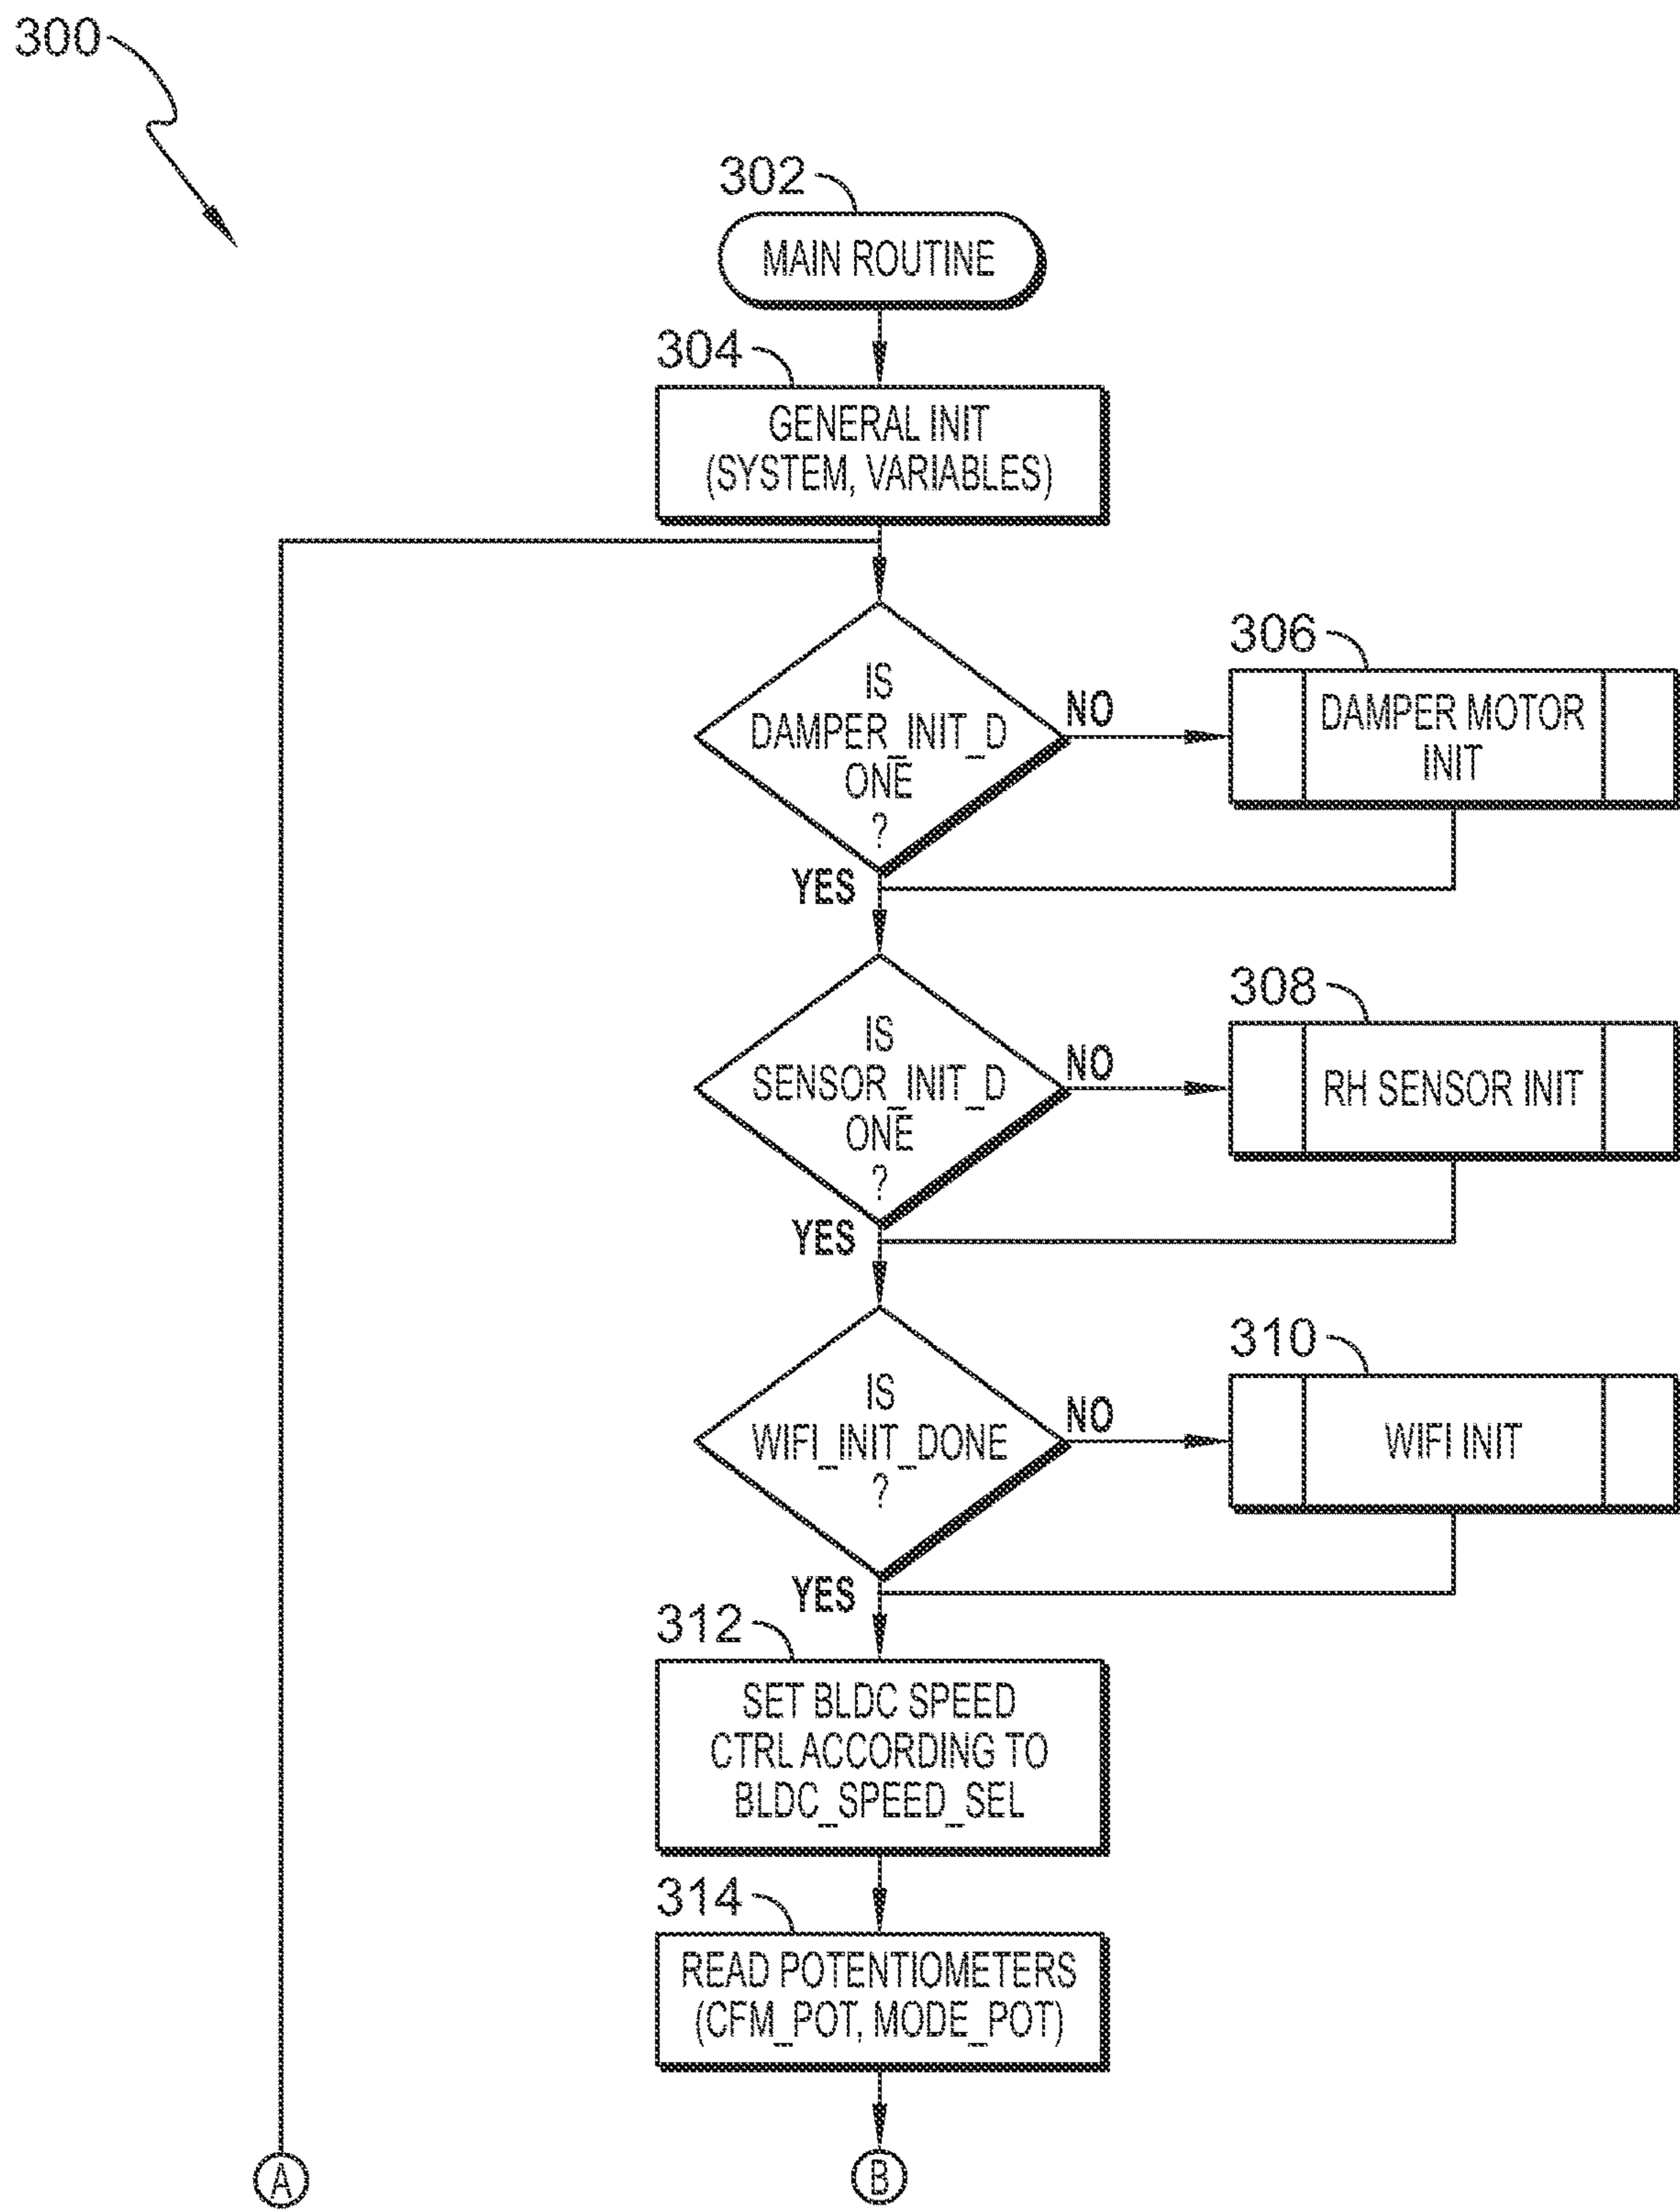 300
302
MAIN ROUTINE
304
GENERAL INIT
(SYSTEM, VARIABLES)
IS
DAMPER_INIT_D
ONE
?
NO
YES
306
DAMPER MOTOR
INIT
IS
SENSOR_INIT_D
ONE
?
NO
YES
308
RH SENSOR INIT
IS
WIFI_INIT_DONE
?
NO
YES
310
WIFI INIT
312
SET BLDC SPEED
CTRL ACCORDING TO
BLDC_SPEED_SEL
314
READ POTENTIOMETERS
(CFM_POT, MODE_POT)
A
B